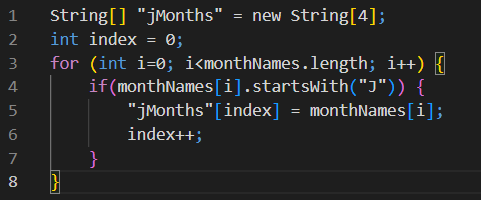 1 String[] "jMonths" = new String[4];
2 int index = 0;
3 for (int i=0; i<monthNames.length; i++) {
4     if(monthNames[i].startsWith("J")) {
5         "jMonths"[index] = monthNames[i];
6         index++;
7     }
8 }